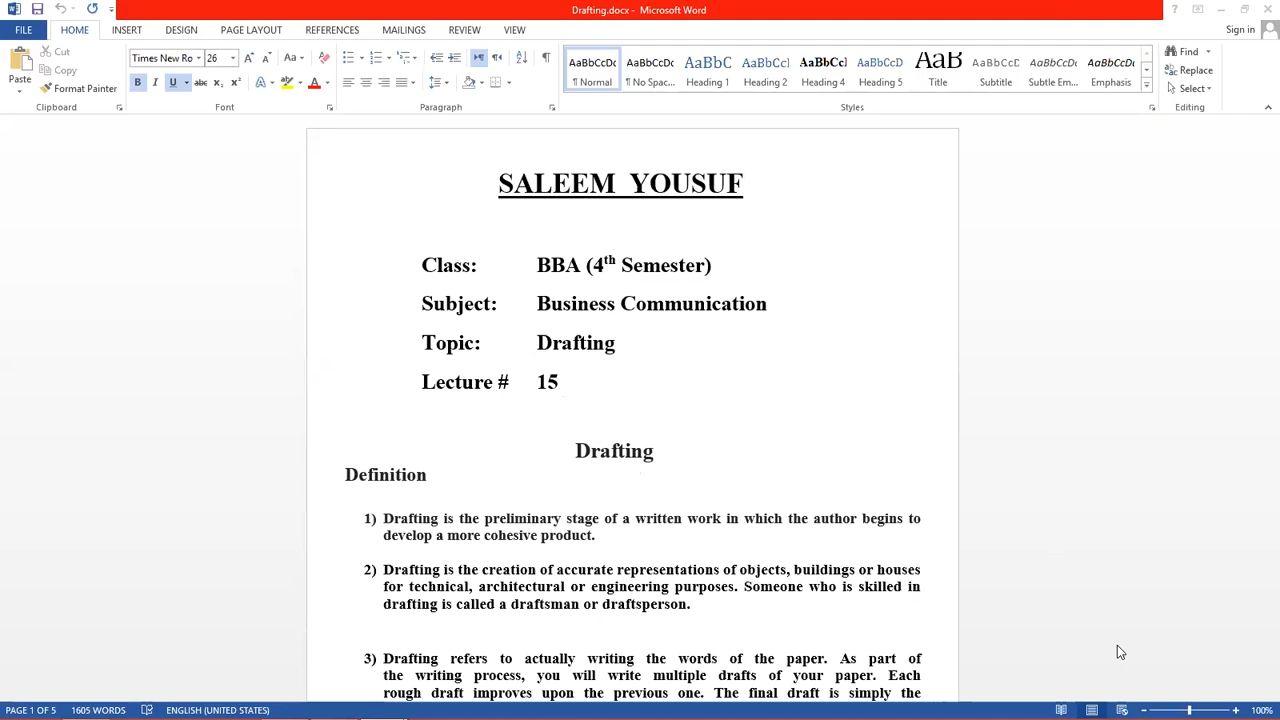 Drafting.docx - Microsoft Word
FILE HOME INSERT DESIGN PAGE LAYOUT REFERENCES MAILINGS REVIEW VIEW Sign in
Paste Cut Copy Format Painter
Clipboard
Times New Ro 26
Font
Paragraph
AaBbCcDc AaBbCcDc AaBbC AaBbCcI AaBbCcI AaBbCcD AaB AaBbCcD AaBbCcDc AaBbCcDc
¶ Normal ¶ No Spac... Heading 1 Heading 2 Heading 4 Heading 5 Title Subtitle Subtle Em... Emphasis
Styles
Find
Replace
Select
Editing
SALEEM YOUSUF
Class: BBA (4th Semester)
Subject: Business Communication
Topic: Drafting
Lecture # 15
Drafting
Definition
1) Drafting is the preliminary stage of a written work in which the author begins to
develop a more cohesive product.
2) Drafting is the creation of accurate representations of objects, buildings or houses
for technical, architectural or engineering purposes. Someone who is skilled in
drafting is called a draftsman or draftsperson.
3) Drafting refers to actually writing the words of the paper. As part of
the writing process, you will write multiple drafts of your paper. Each
rough draft improves upon the previous one. The final draft is simply the
PAGE 1 OF 5 1605 WORDS ENGLISH (UNITED STATES) 100%